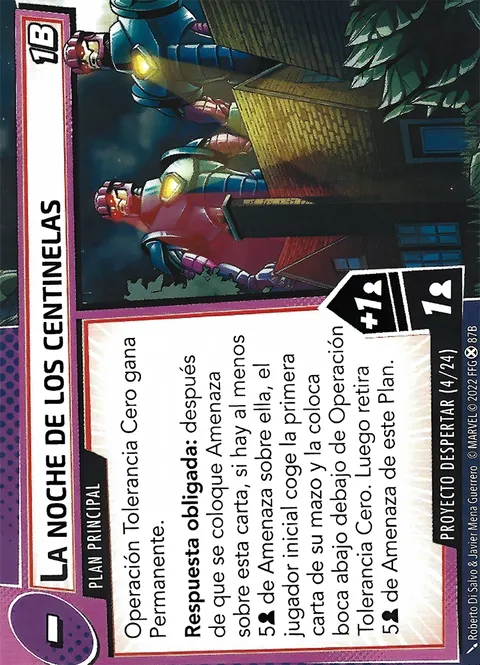 1B
LA NOCHE DE LOS CENTINELAS
PLAN PRINCIPAL
Operación Tolerancia Cero gana
Permanente.
Respuesta obligada: después
de que se coloque Amenaza
sobre esta carta, si hay al menos
5 de Amenaza sobre ella, el
jugador inicial coge la primera
carta de su mazo y la coloca
boca abajo debajo de Operación
Tolerancia Cero. Luego retira
5 de Amenaza de este Plan.
+1
1
PROYECTO DESPERTAR (4/24)
Roberto Di Salvo & Javier Mena Guerrero © MARVEL © 2022 FFG 87B